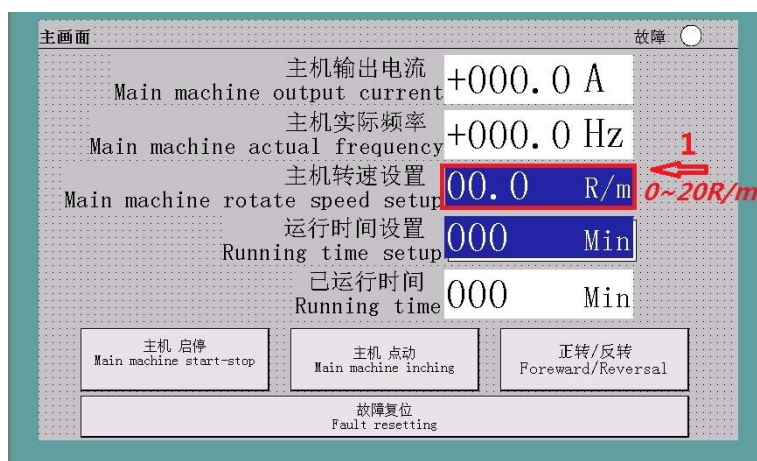 主画面 故障
主机输出电流
Main machine output current +000.0 A
主机实际频率
Main machine actual frequency +000.0 Hz
1
主机转速设置
Main machine rotate speed setup 00.0 R/m 0~20R/m
运行时间设置
Running time setup 000 Min
已运行时间
Running time 000 Min
主机 启停
Main machine start-stop
主机 点动
Main machine inching
正转/反转
Foreward/Reversal
故障复位
Fault resetting